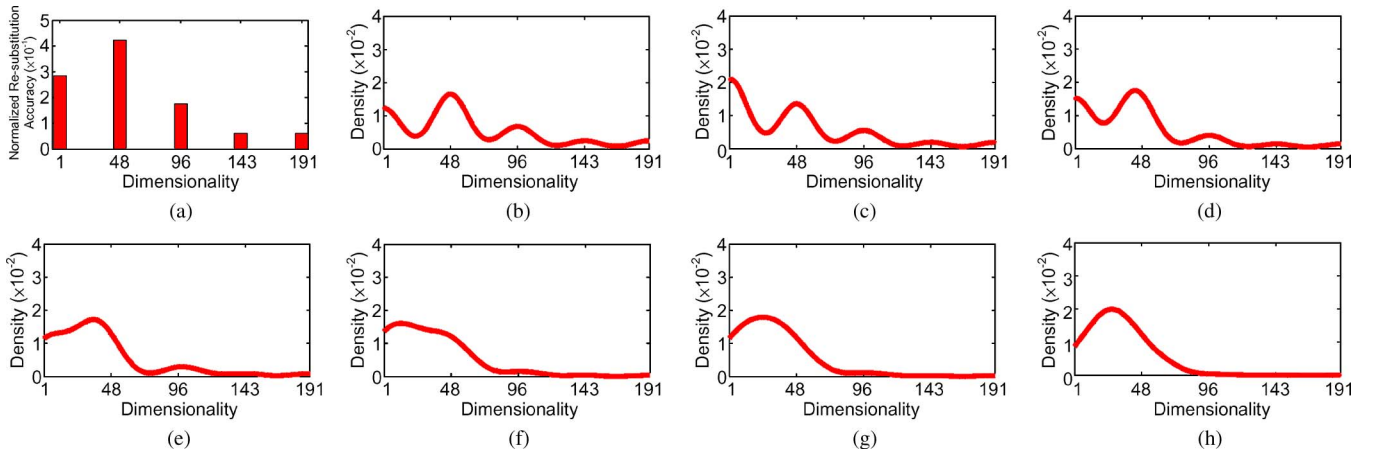 Normalized Re-substitution
Accuracy (×10⁻¹)
5
4
3
2
1
0
1 48 96 143 191
Dimensionality
(a)
Density (×10⁻²)
4
3
2
1
0
1 48 96 143 191
Dimensionality
(b)
Density (×10⁻²)
4
3
2
1
0
1 48 96 143 191
Dimensionality
(c)
Density (×10⁻²)
4
3
2
1
0
1 48 96 143 191
Dimensionality
(d)
Density (×10⁻²)
4
3
2
1
0
1 48 96 143 191
Dimensionality
(e)
Density (×10⁻²)
4
3
2
1
0
1 48 96 143 191
Dimensionality
(f)
Density (×10⁻²)
4
3
2
1
0
1 48 96 143 191
Dimensionality
(g)
Density (×10⁻²)
4
3
2
1
0
1 48 96 143 191
Dimensionality
(h)